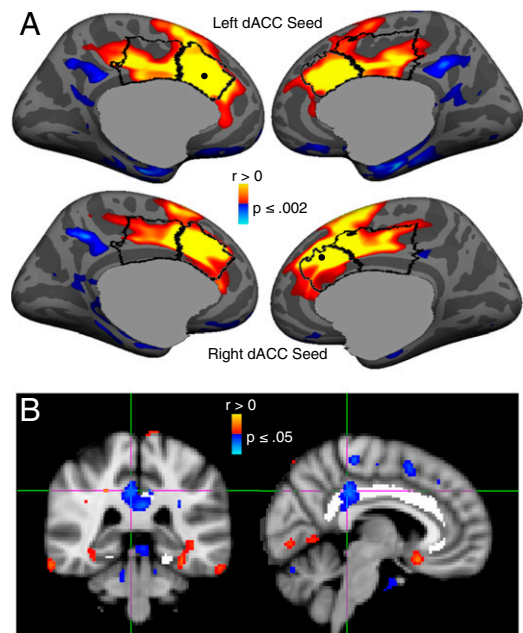 A
Left dACC Seed
r > 0
p ≤ .002
Right dACC Seed
B
r > 0
p ≤ .05